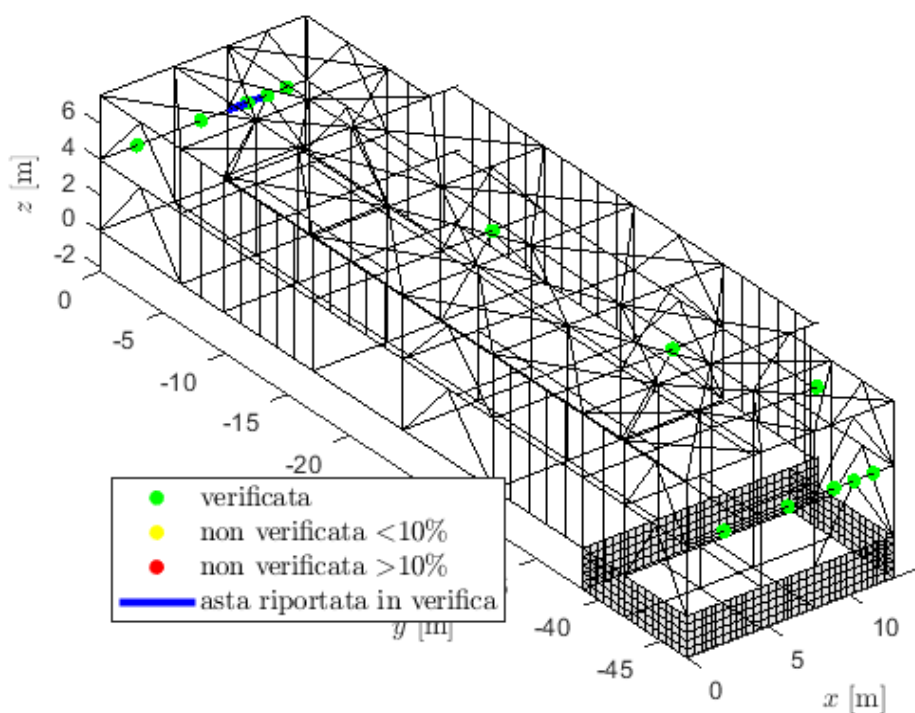 6
4
2
0
-2
z [m]
0
-5
-10
-15
-20
verificata
non verificata <10%
non verificata >10%
asta riportata in verifica
y [m]
-40
-45
0
5
10
x [m]